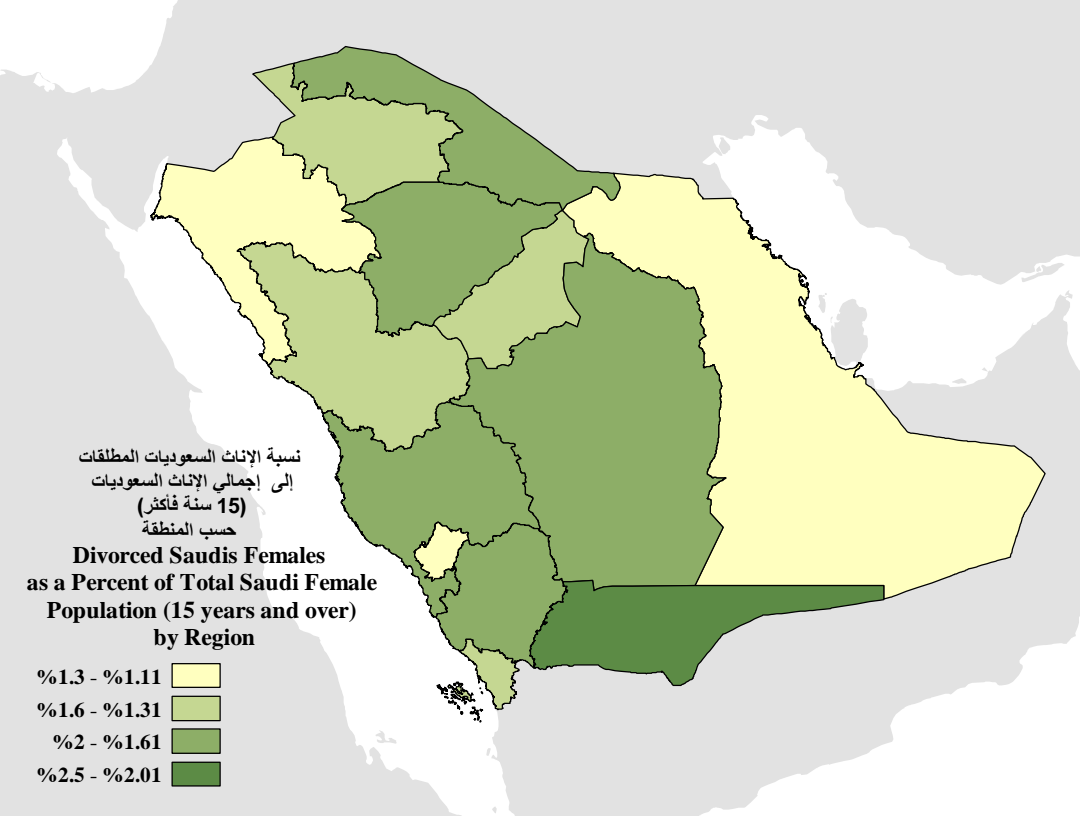 نسبة الإناث السعوديات المطلقات
إلى إجمالي الإناث السعوديات
(15 سنة فأكثر)
حسب المنطقة
Divorced Saudis Females
as a Percent of Total Saudi Female
Population (15 years and over)
by Region
%1.3 - %1.11
%1.6 - %1.31
%2 - %1.61
%2.5 - %2.01